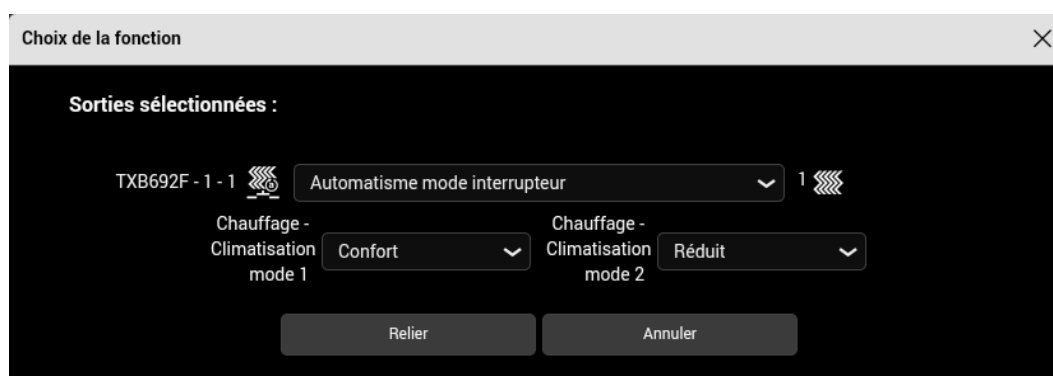 Choix de la fonction
Sorties sélectionnées :
TXB692F - 1 - 1 Automatisme mode interrupteur 1
Chauffage -
Climatisation
mode 1
Confort
Chauffage -
Climatisation
mode 2
Réduit
Relier Annuler